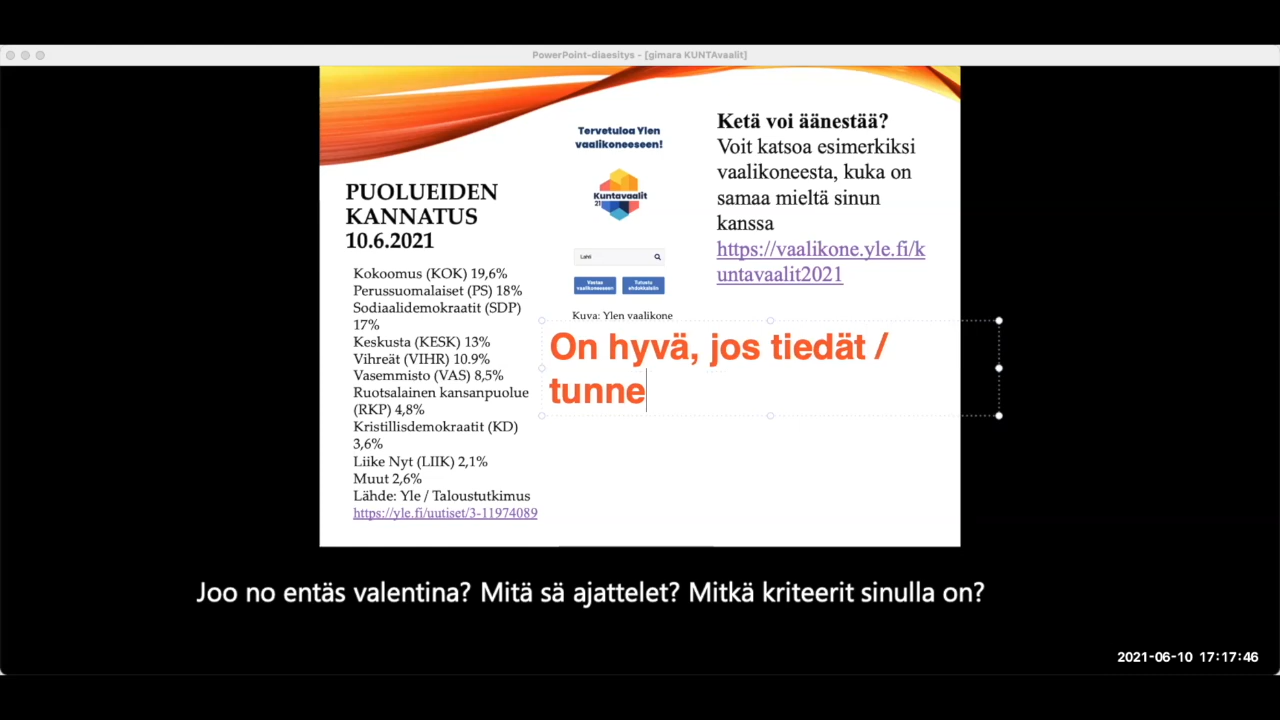 PowerPoint-diaesitys - [gimara KUNTAvaalit]
PUOLUEIDEN
KANNATUS
10.6.2021
Kokoomus (KOK) 19,6%
Perussuomalaiset (PS) 18%
Sodiaalidemokraatit (SDP)
17%
Keskusta (KESK) 13%
Vihreät (VIHR) 10.9%
Vasemmisto (VAS) 8,5%
Ruotsalainen kansanpuolue
(RKP) 4,8%
Kristillisdemokraatit (KD)
3,6%
Liike Nyt (LIIK) 2,1%
Muut 2,6%
Lähde: Yle / Taloustutkimus
https://yle.fi/uutiset/3-11974089
Tervetuloa Ylen
vaalikoneeseen!
Kuntavaalit
21
Lahti
Vastaa
vaalikoneeseen
Tutustu
ehdokkaisiin
Kuva: Ylen vaalikone
Ketä voi äänestää?
Voit katsoa esimerkiksi
vaalikoneesta, kuka on
samaa mieltä sinun
kanssa
https://vaalikone.yle.fi/k
untavaalit2021
On hyvä, jos tiedät /
tunne
Joo no entäs valentina? Mitä sä ajattelet? Mitkä kriteerit sinulla on?
2021-06-10 17:17:46